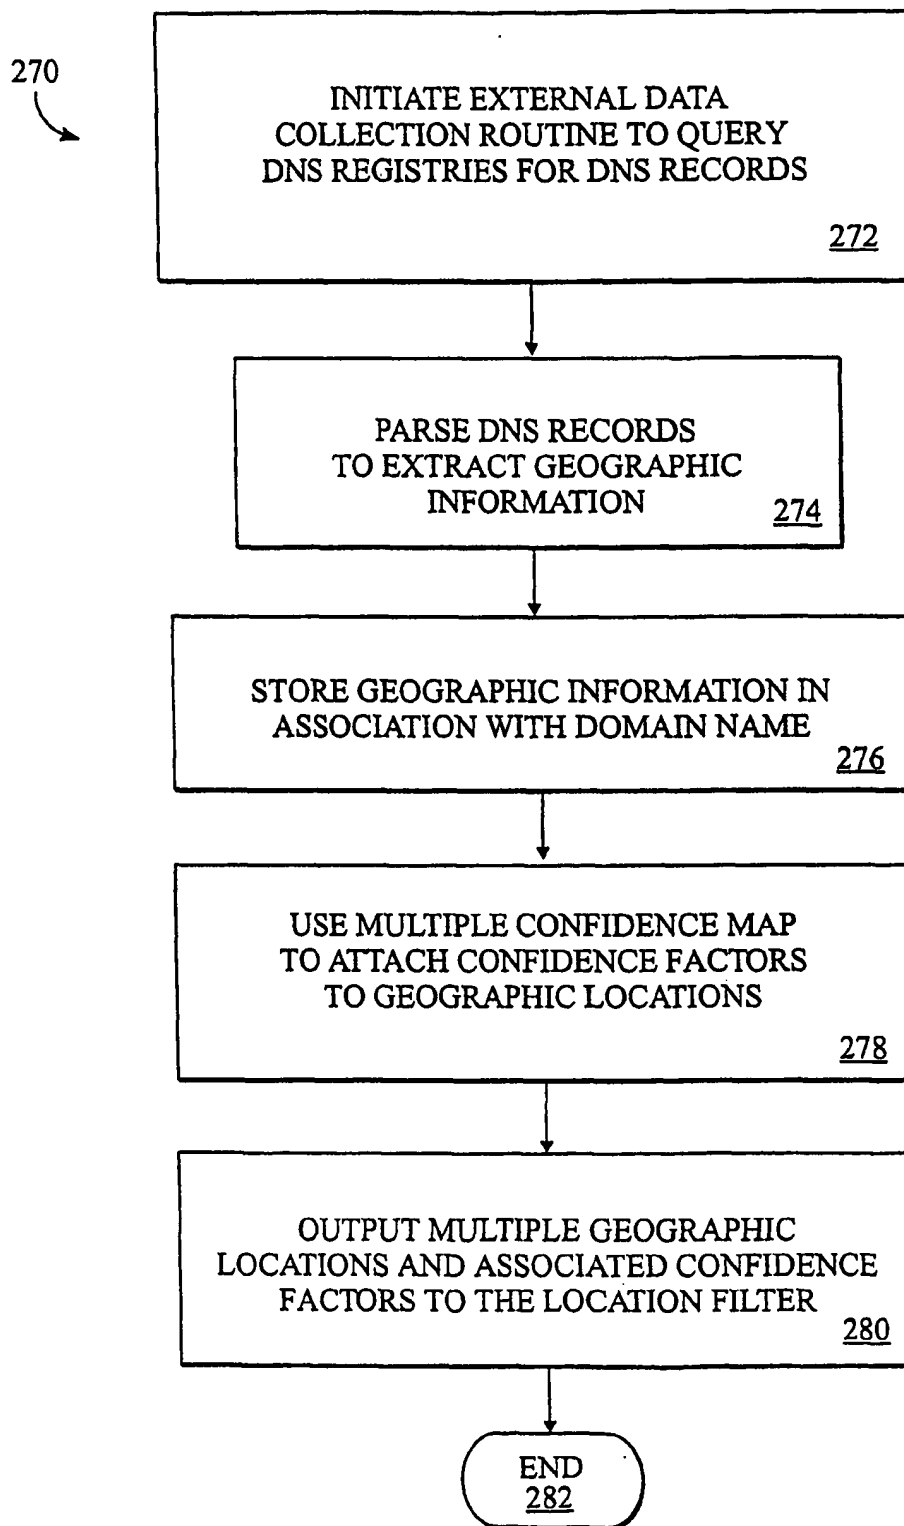 270
INITIATE EXTERNAL DATA
COLLECTION ROUTINE TO QUERY
DNS REGISTRIES FOR DNS RECORDS
272
PARSE DNS RECORDS
TO EXTRACT GEOGRAPHIC
INFORMATION
274
STORE GEOGRAPHIC INFORMATION IN
ASSOCIATION WITH DOMAIN NAME
276
USE MULTIPLE CONFIDENCE MAP
TO ATTACH CONFIDENCE FACTORS
TO GEOGRAPHIC LOCATIONS
278
OUTPUT MULTIPLE GEOGRAPHIC
LOCATIONS AND ASSOCIATED CONFIDENCE
FACTORS TO THE LOCATION FILTER
280
END
282